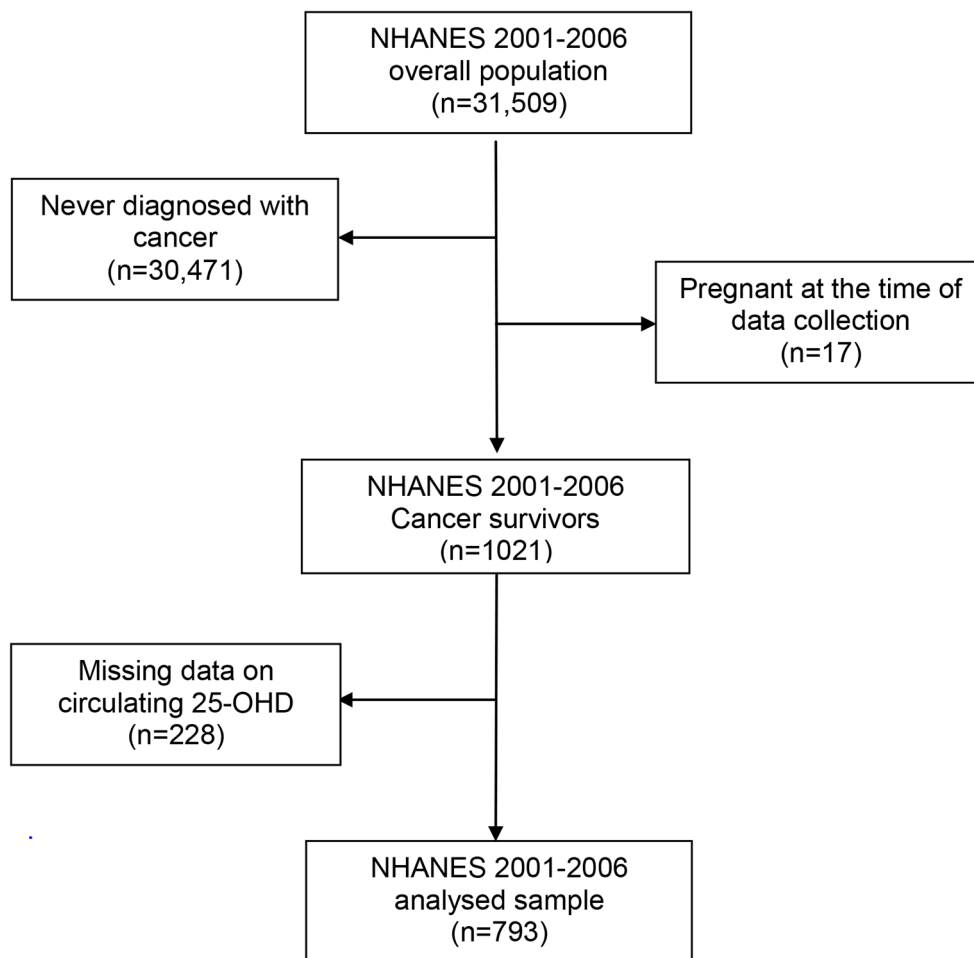 NHANES 2001-2006
overall population
(n=31,509)
Never diagnosed with
cancer
(n=30,471)
Pregnant at the time of
data collection
(n=17)
NHANES 2001-2006
Cancer survivors
(n=1021)
Missing data on
circulating 25-OHD
(n=228)
NHANES 2001-2006
analysed sample
(n=793)